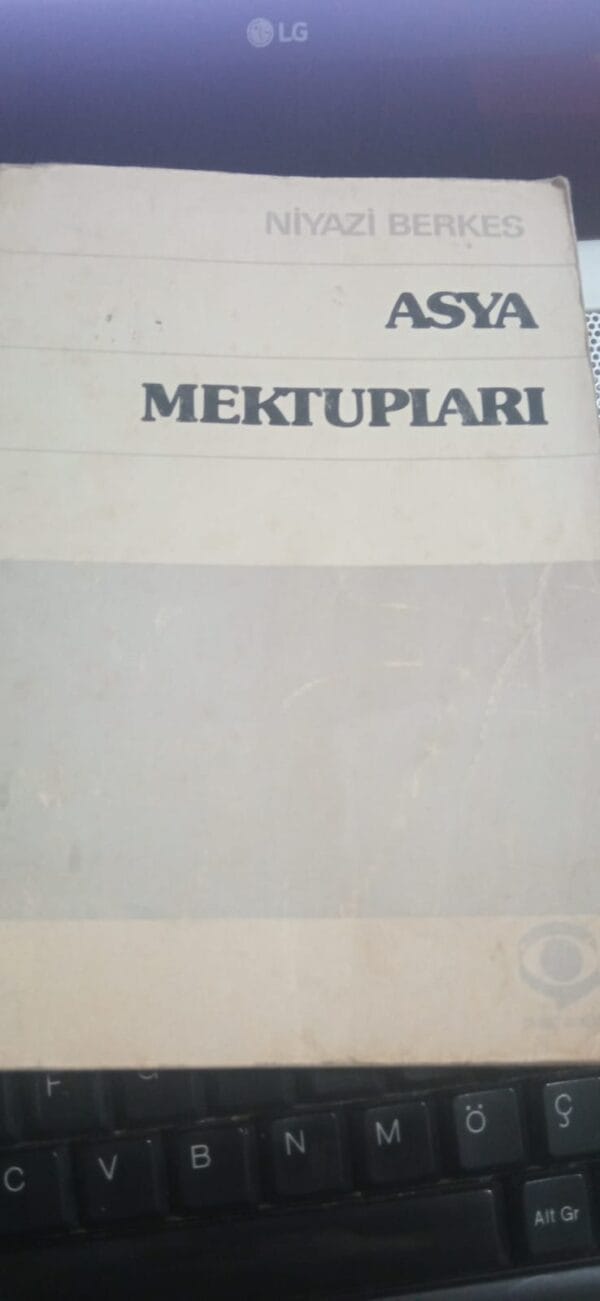 LG
NİYAZİ BERKES
ASYA
MEKTUPLARI
F G
C V B N M Ö Ç
Alt Gr